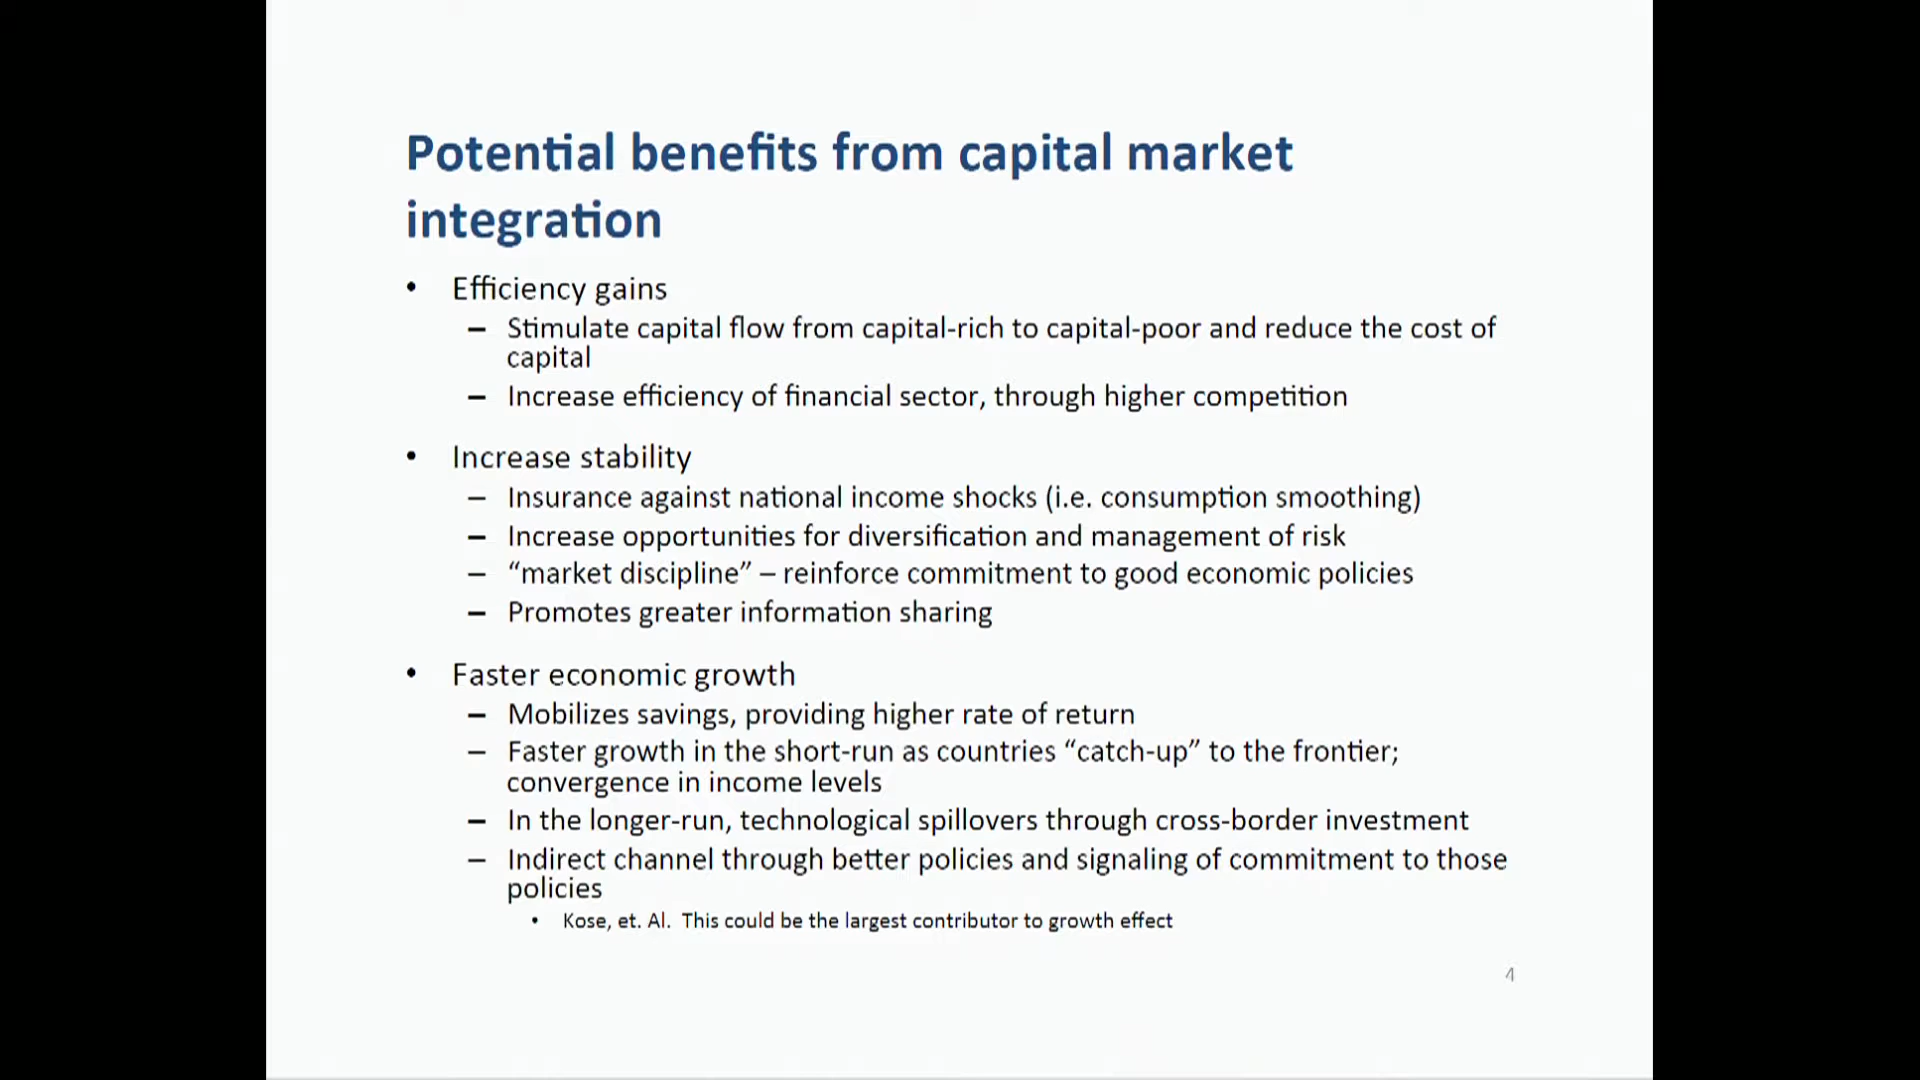 Potential benefits from capital market
integration
• Efficiency gains
– Stimulate capital flow from capital-rich to capital-poor and reduce the cost of
capital
– Increase efficiency of financial sector, through higher competition
• Increase stability
– Insurance against national income shocks (i.e. consumption smoothing)
– Increase opportunities for diversification and management of risk
– “market discipline” – reinforce commitment to good economic policies
– Promotes greater information sharing
• Faster economic growth
– Mobilizes savings, providing higher rate of return
– Faster growth in the short-run as countries “catch-up” to the frontier;
convergence in income levels
– In the longer-run, technological spillovers through cross-border investment
– Indirect channel through better policies and signaling of commitment to those
policies
• Kose, et. Al.  This could be the largest contributor to growth effect
4